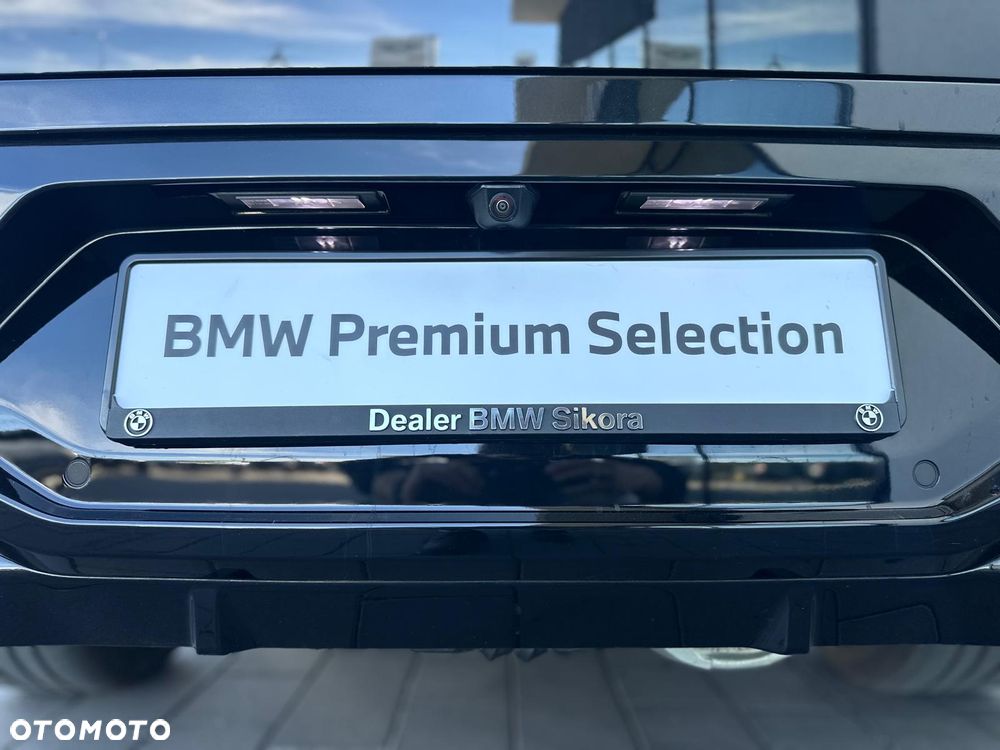 BMW Premium Selection
Dealer BMW Sikora
OTOMOTO